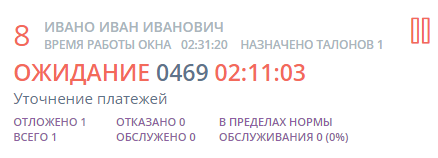 8 ИВАНО ИВАН ИВАНОВИЧ
ВРЕМЯ РАБОТЫ ОКНА 02:31:20 НАЗНАЧЕНО ТАЛОНОВ 1
ОЖИДАНИЕ 0469 02:11:03
Уточнение платежей
ОТЛОЖЕНО 1 ОТКАЗАНО 0 В ПРЕДЕЛАХ НОРМЫ
ВСЕГО 1 ОБСЛУЖЕНО 0 ОБСЛУЖИВАНИЯ 0 (0%)